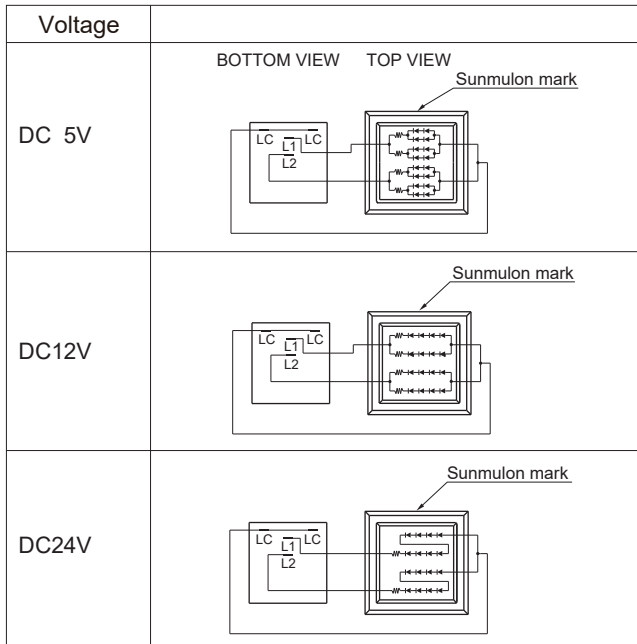 Voltage
BOTTOM VIEW TOP VIEW
Sunmulon mark
DC 5V
LC L1 LC
L2
Sunmulon mark
DC12V
LC L1 LC
L2
Sunmulon mark
DC24V
LC L1 LC
L2